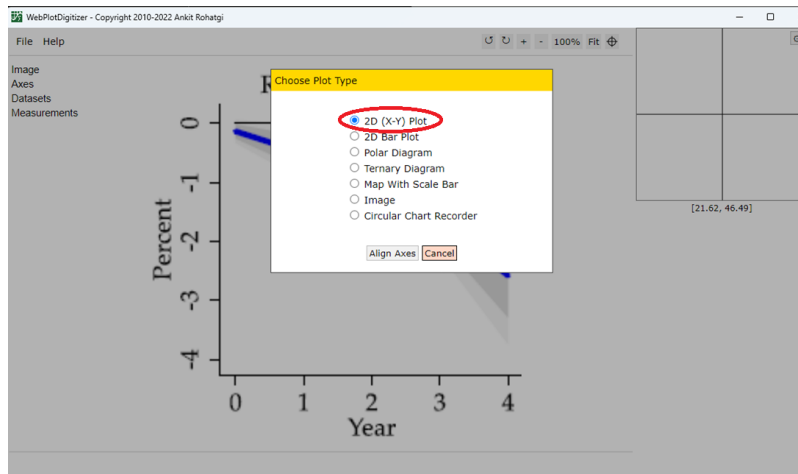 WebPlotDigitizer - Copyright 2010-2022 Ankit Rohatgi
File Help
↺ ↻ + - 100% Fit
Image
Axes
Datasets
Measurements
Choose Plot Type
2D (X-Y) Plot
2D Bar Plot
Polar Diagram
Ternary Diagram
Map With Scale Bar
Image
Circular Chart Recorder
Align Axes Cancel
[21.62, 46.49]
Percent
0
-1
-2
-3
-4
0 1 2 3 4
Year